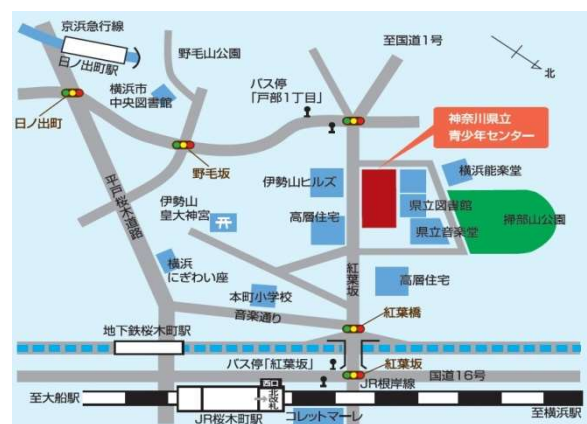 京浜急行線
日ノ出町駅
野毛山公園
至国道1号
北
バス停
「戸部1丁目」
横浜市
中央図書館
神奈川県立
青少年センター
日ノ出町
野毛坂
横浜能楽堂
伊勢山ヒルズ
県立図書館
掃部山公園
伊勢山
皇大神宮
高層住宅
県立音楽堂
平戸桜木道路
横浜
にぎわい座
紅葉坂
高層住宅
本町小学校
音楽通り
紅葉橋
地下鉄桜木町駅
バス停「紅葉坂」
紅葉坂
JR根岸線
国道16号
西口
北改札
至大船駅
至横浜駅
JR桜木町駅
コレットマーレ